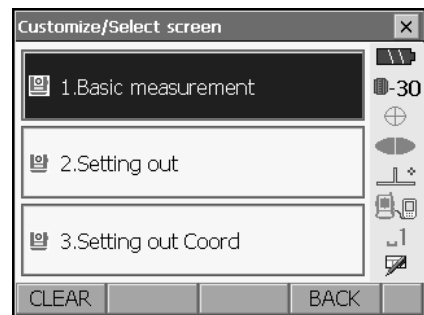 Customize/Select screen
1.Basic measurement
-30
2.Setting out
3.Setting out Coord
1
CLEAR BACK